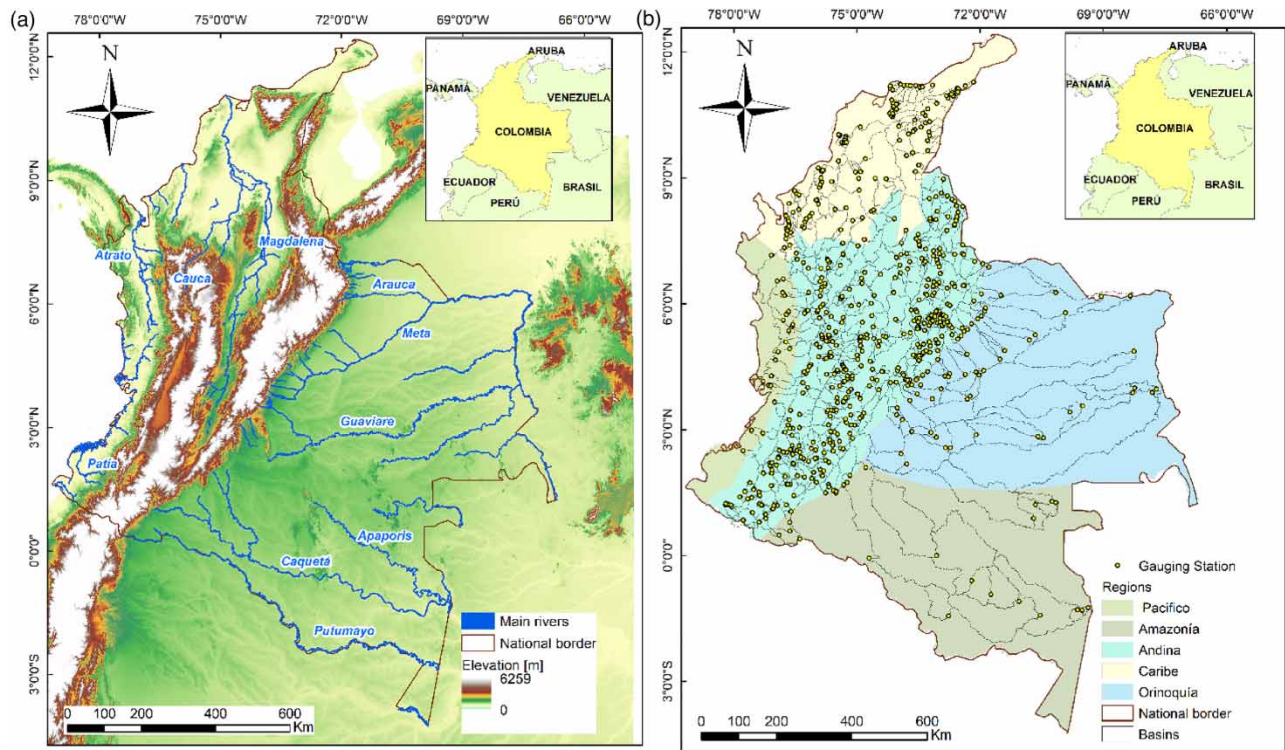 (a)
78°0'0"W
75°0'0"W
72°0'0"W
69°0'0"W
66°0'0"W
12°0'0"N
9°0'0"N
6°0'0"N
3°0'0"N
0°0'0"
3°0'0"S
N
ARUBA
PANAMÁ
VENEZUELA
COLOMBIA
ECUADOR
BRASIL
PERÚ
Atrato
Magdalena
Cauca
Arauca
Meta
Guaviare
Patía
Apaporis
Caquetá
Putumayo
Main rivers
National border
Elevation [m]
6259
0
0 100 200 400 600
Km
(b)
78°0'0"W
75°0'0"W
72°0'0"W
69°0'0"W
66°0'0"W
12°0'0"N
9°0'0"N
6°0'0"N
3°0'0"N
0°0'0"
3°0'0"S
N
ARUBA
PANAMÁ
VENEZUELA
COLOMBIA
ECUADOR
BRASIL
PERÚ
Gauging Station
Regions
Pacifico
Amazonía
Andina
Caribe
Orinoquía
National border
Basins
0 100 200 400 600
Km